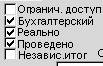 Огранич. доступ
Бухгалтерский
Реально
Проведено
Независ.итог